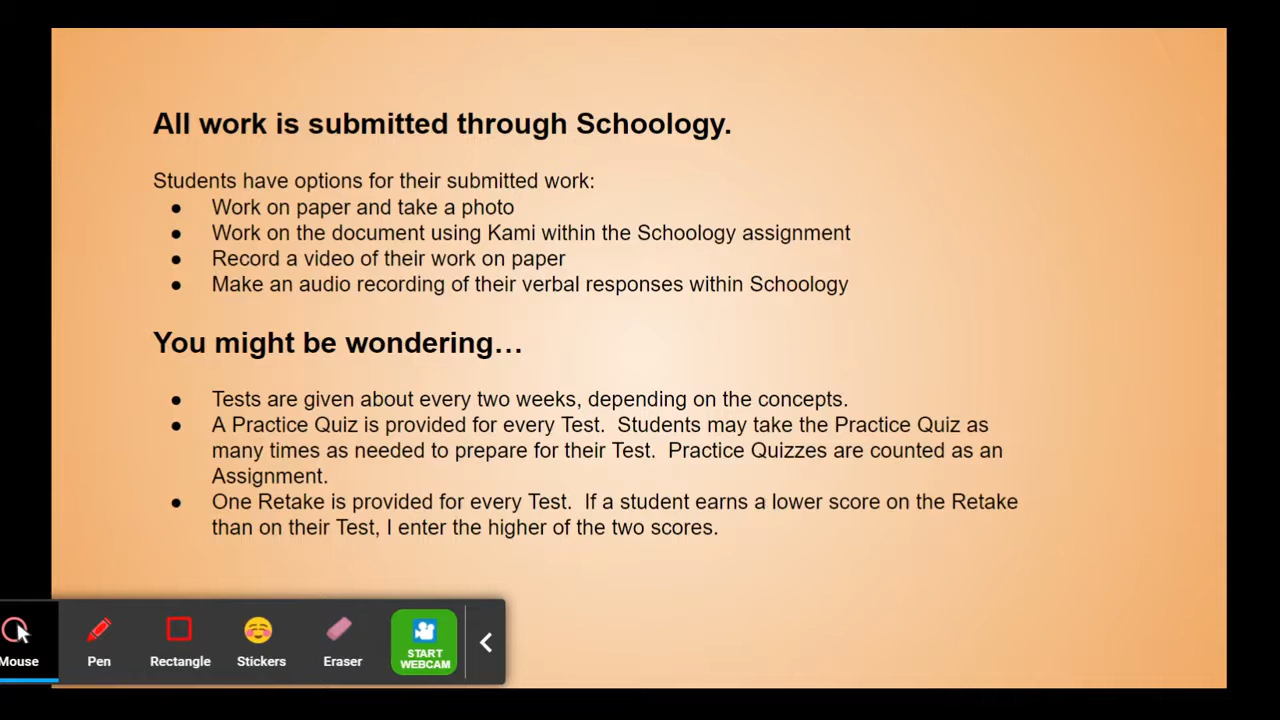 All work is submitted through Schoology.
Students have options for their submitted work:
● Work on paper and take a photo
● Work on the document using Kami within the Schoology assignment
● Record a video of their work on paper
● Make an audio recording of their verbal responses within Schoology
You might be wondering…
● Tests are given about every two weeks, depending on the concepts.
● A Practice Quiz is provided for every Test.  Students may take the Practice Quiz as
many times as needed to prepare for their Test.  Practice Quizzes are counted as an
Assignment.
● One Retake is provided for every Test.  If a student earns a lower score on the Retake
than on their Test, I enter the higher of the two scores.
Mouse Pen Rectangle Stickers Eraser START
WEBCAM